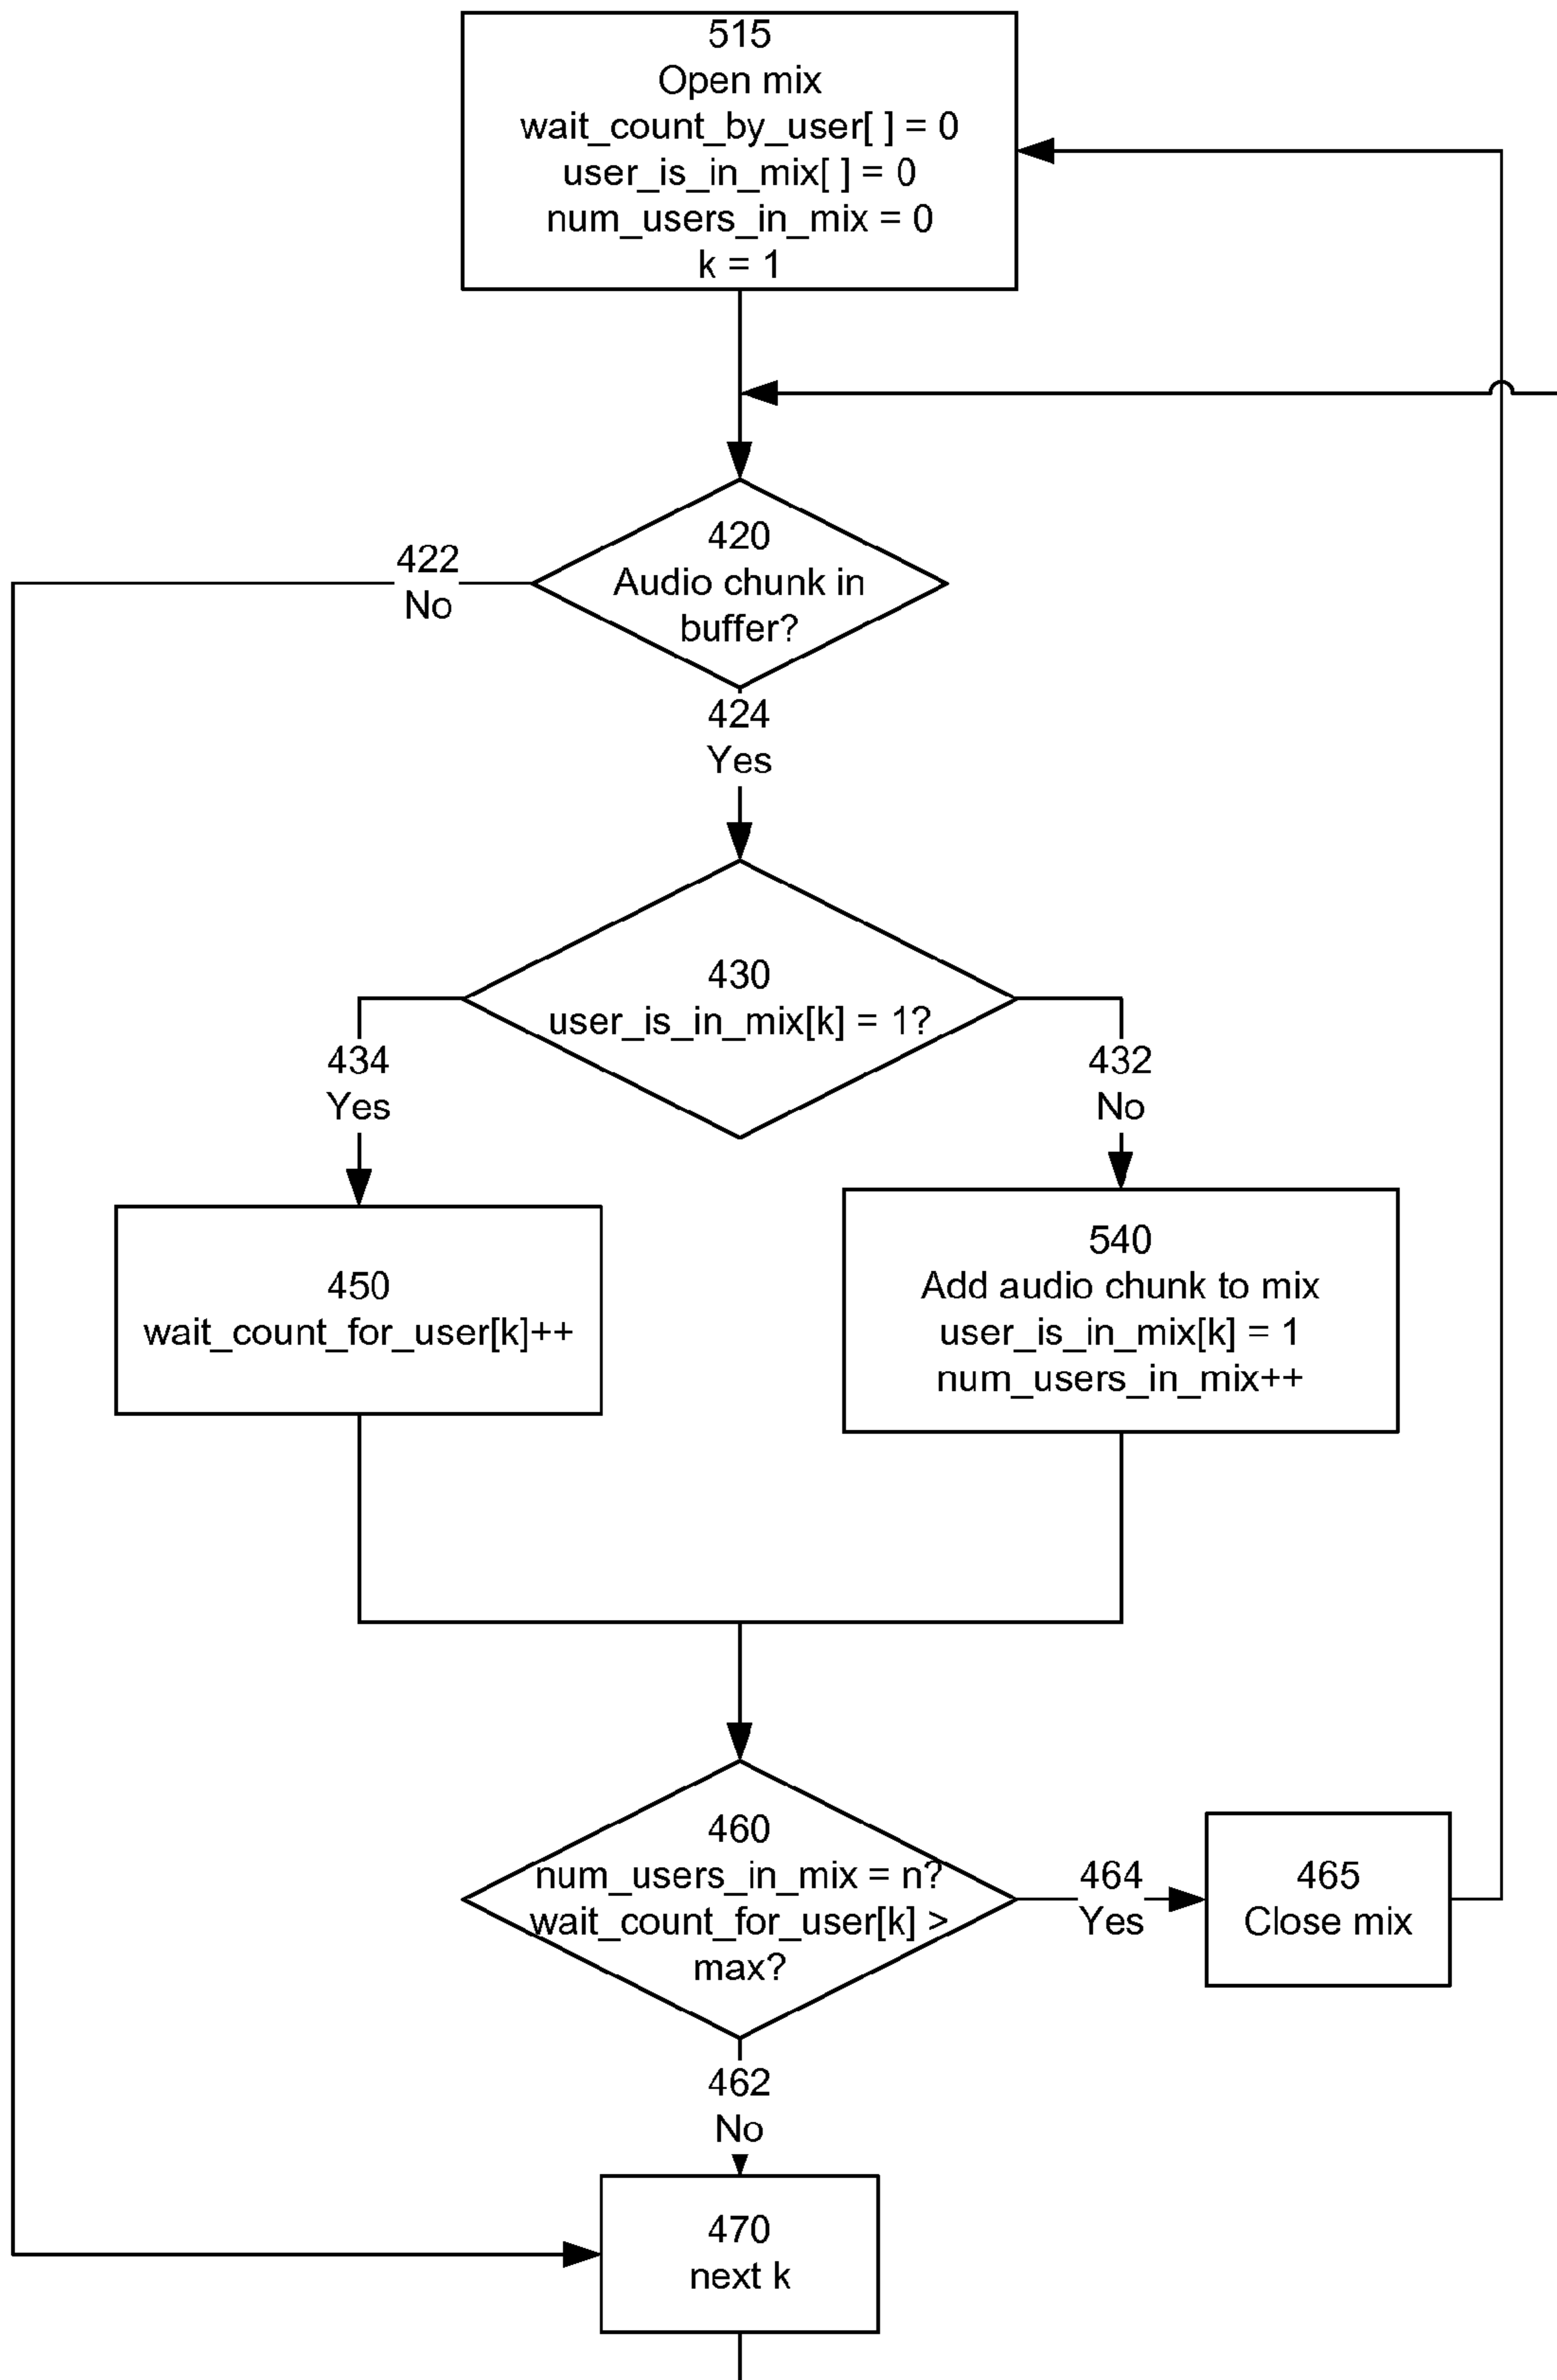 515
Open mix
wait_count_by_user[ ] = 0
user_is_in_mix[ ] = 0
num_users_in_mix = 0
k = 1
420
Audio chunk in
buffer?
422
No
424
Yes
430
user_is_in_mix[k] = 1?
434
Yes
432
No
450
wait_count_for_user[k]++
540
Add audio chunk to mix
user_is_in_mix[k] = 1
num_users_in_mix++
460
num_users_in_mix = n?
wait_count_for_user[k] >
max?
464
Yes
465
Close mix
462
No
470
next k